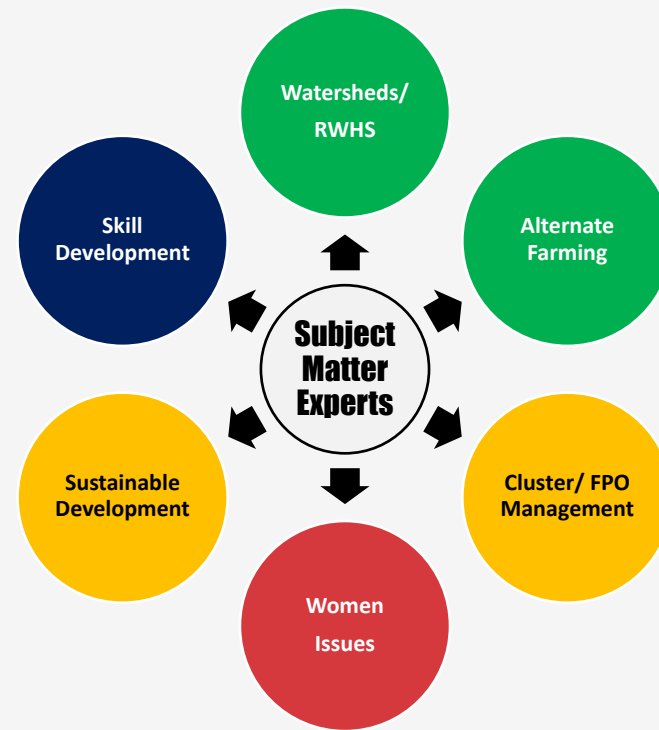 Watersheds/
RWHS
Skill
Development
Alternate
Farming
Subject
Matter
Experts
Sustainable
Development
Cluster/ FPO
Management
Women
Issues